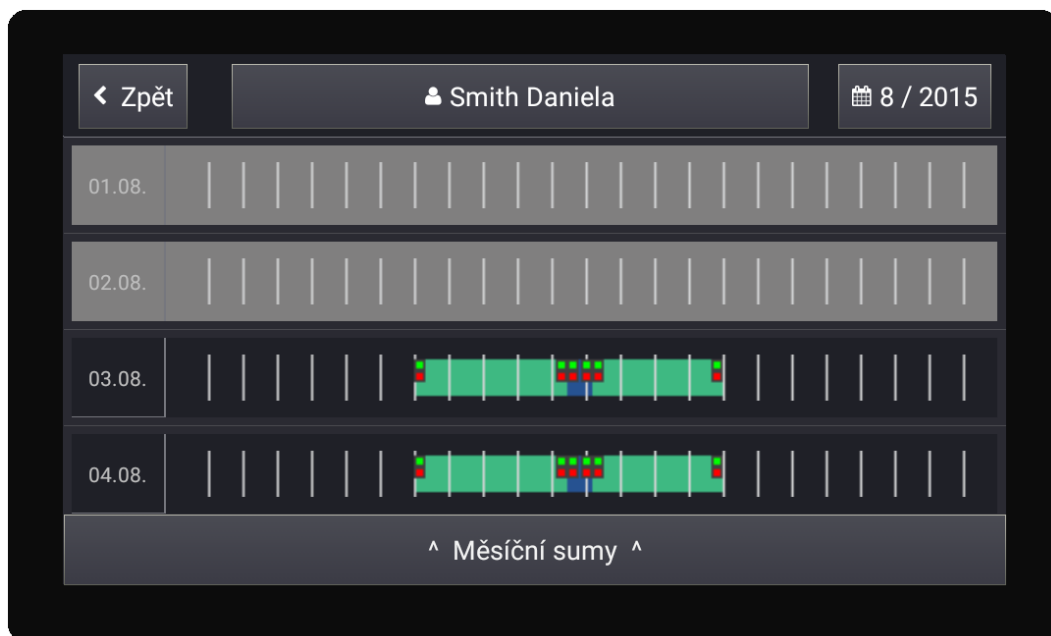 Zpět
Smith Daniela
8 / 2015
01.08.
02.08.
03.08.
04.08.
^ Měsíční sumy ^